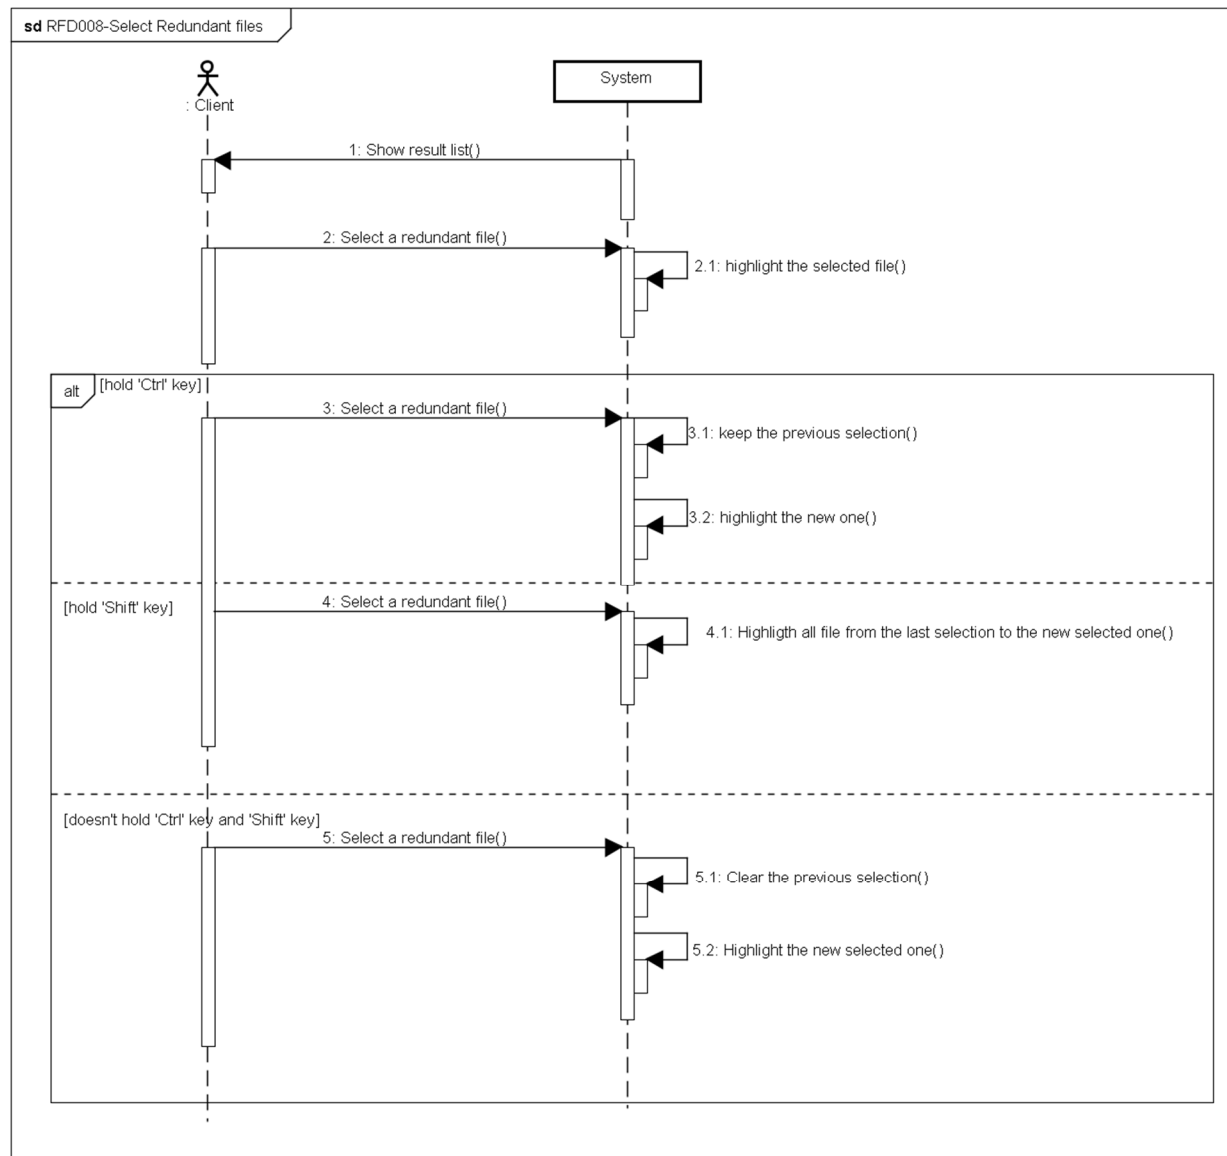 sd RFD008-Select Redundant files
: Client
System
1: Show result list()
2: Select a redundant file()
2.1: highlight the selected file()
alt
[hold 'Ctrl' key]
3: Select a redundant file()
3.1: keep the previous selection()
3.2: highlight the new one()
[hold 'Shift' key]
4: Select a redundant file()
4.1: Highligth all file from the last selection to the new selected one()
[doesn't hold 'Ctrl' key and 'Shift' key]
5: Select a redundant file()
5.1: Clear the previous selection()
5.2: Highlight the new selected one()